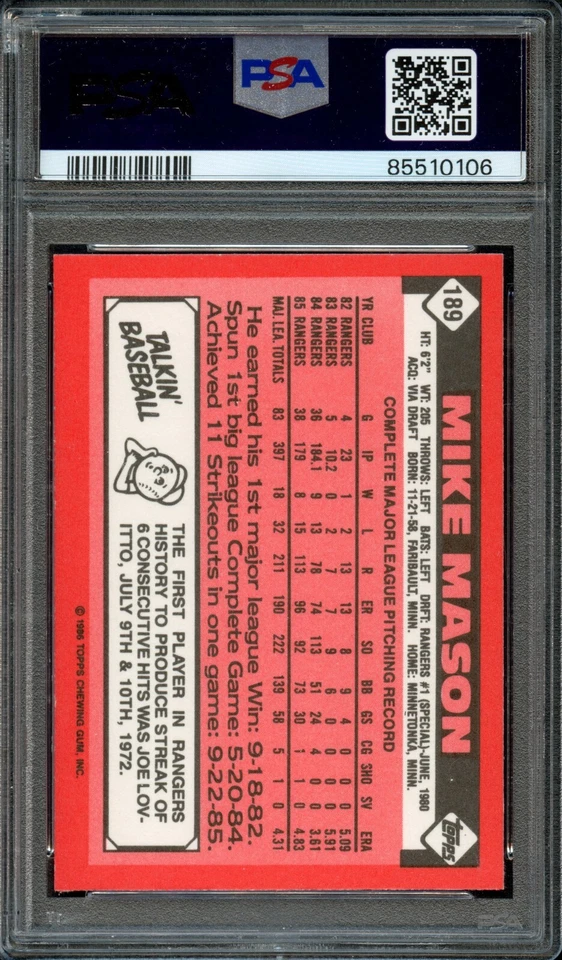 PSA
PSA
85510106
189
MIKE MASON
Topps
HT: 6'2" WT: 205 THROWS: LEFT BATS: LEFT DRFT: RANGERS #1 (SPECIAL)-JUNE, 1980
ACQ: VIA DRAFT BORN: 11-21-58, FARIBAULT, MINN. HOME: MINNETONKA, MINN.
COMPLETE MAJOR LEAGUE PITCHING RECORD
YR CLUB G IP W L R ER SO BB GS CG SHO SV ERA
82 RANGERS 4 23 1 2 13 13 8 9 4 0 0 0 5.09
83 RANGERS 5 10.2 0 2 7 7 9 6 0 0 0 0 5.91
84 RANGERS 36 184.1 9 13 78 74 113 51 24 4 0 0 3.61
85 RANGERS 38 179 8 15 113 96 92 73 30 1 1 0 4.83
MAJ. LEA. TOTALS 83 397 18 32 211 190 222 139 58 5 1 0 4.31
He earned his 1st major league Win: 9-18-82.
Spun 1st big league Complete Game: 5-20-84.
Achieved 11 Strikeouts in one game: 9-22-85.
TALKIN'
BASEBALL
THE FIRST PLAYER IN RANGERS
HISTORY TO PRODUCE STREAK OF
6 CONSECUTIVE HITS WAS JOE LOV-
ITTO, JULY 9TH & 10TH, 1972.
© 1986 TOPPS CHEWING GUM, INC.
PSA